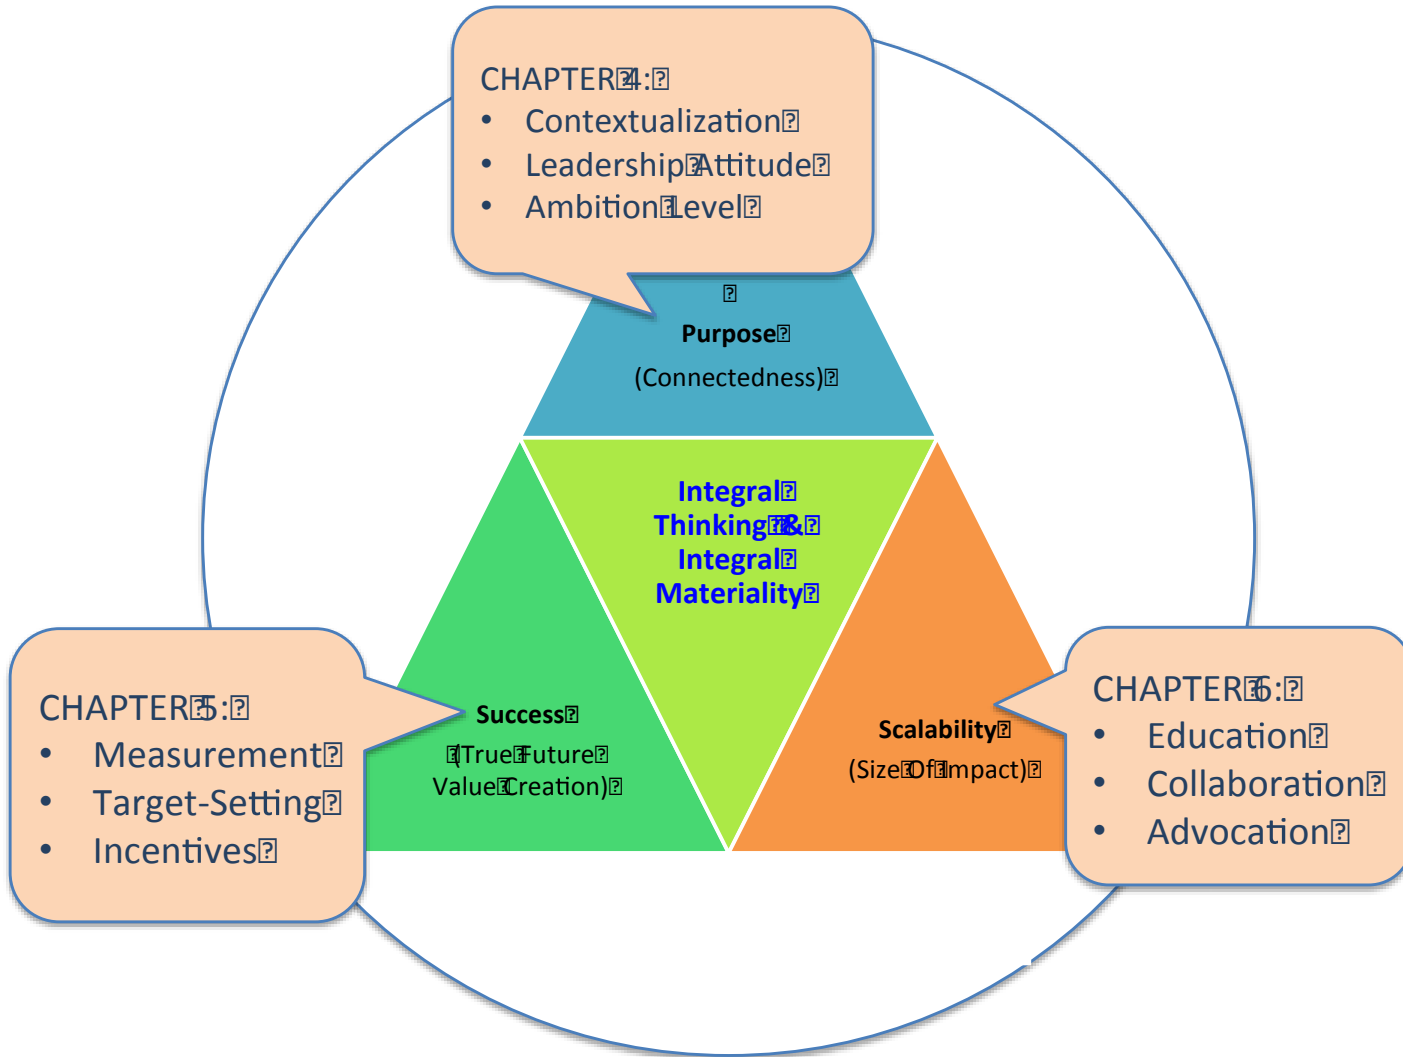 CHAPTER 4:
• Contextualization
• Leadership Attitude
• Ambition Level
Purpose
(Connectedness)
Integral
Thinking &
Integral
Materiality
CHAPTER 5:
• Measurement
• Target-Setting
• Incentives
Success
(True Future
Value Creation)
Scalability
(Size Of Impact)
CHAPTER 6:
• Education
• Collaboration
• Advocation